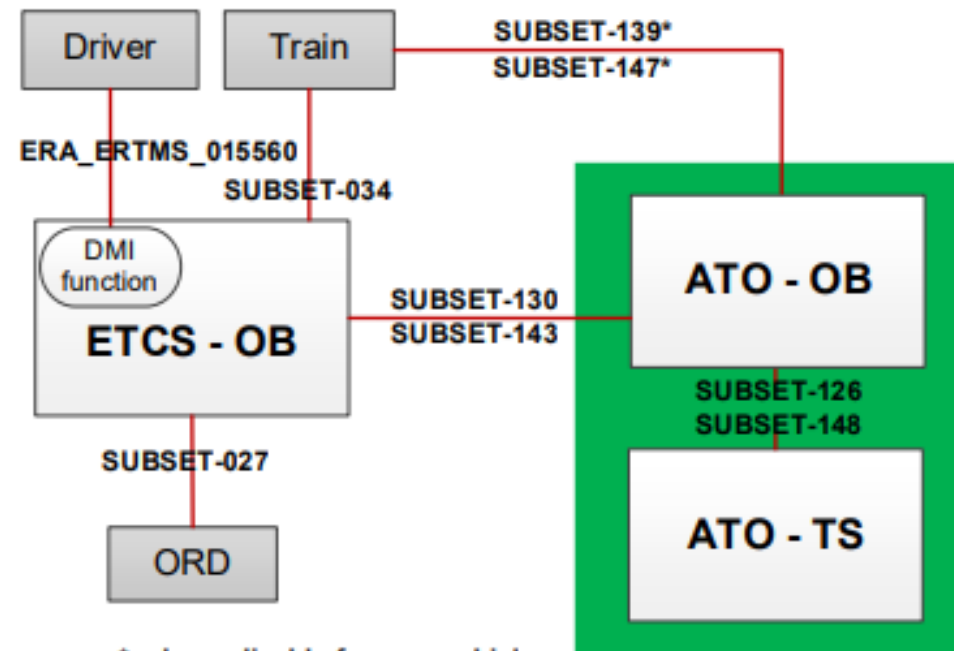 Driver
Train
SUBSET-139*
SUBSET-147*
ERA_ERTMS_015560
SUBSET-034
DMI
function
ETCS - OB
SUBSET-130
SUBSET-143
ATO - OB
SUBSET-126
SUBSET-148
SUBSET-027
ATO - TS
ORD